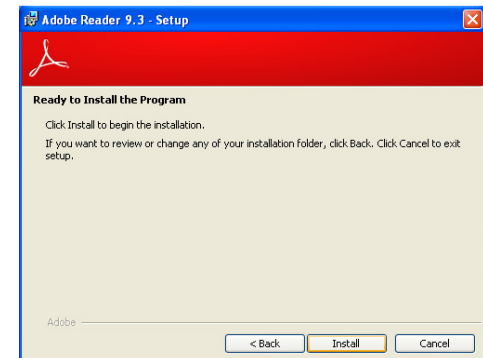 Adobe Reader 9.3 - Setup
Ready to Install the Program
Click Install to begin the installation.
If you want to review or change any of your installation folder, click Back. Click Cancel to exit
setup.
Adobe
< Back Install Cancel